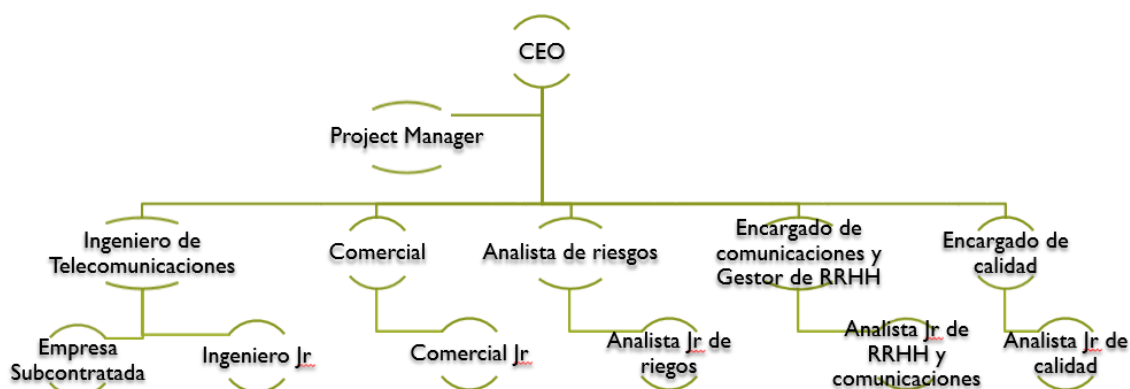 CEO
Project Manager
Ingeniero de
Telecomunicaciones
Comercial
Analista de riesgos
Encargado de
comunicaciones y
Gestor de RRHH
Encargado de
calidad
Empresa
Subcontratada
Ingeniero Jr
Comercial Jr
Analista Jr de
riegos
Analista Jr de
RRHH y
comunicaciones
Analista Jr de
calidad